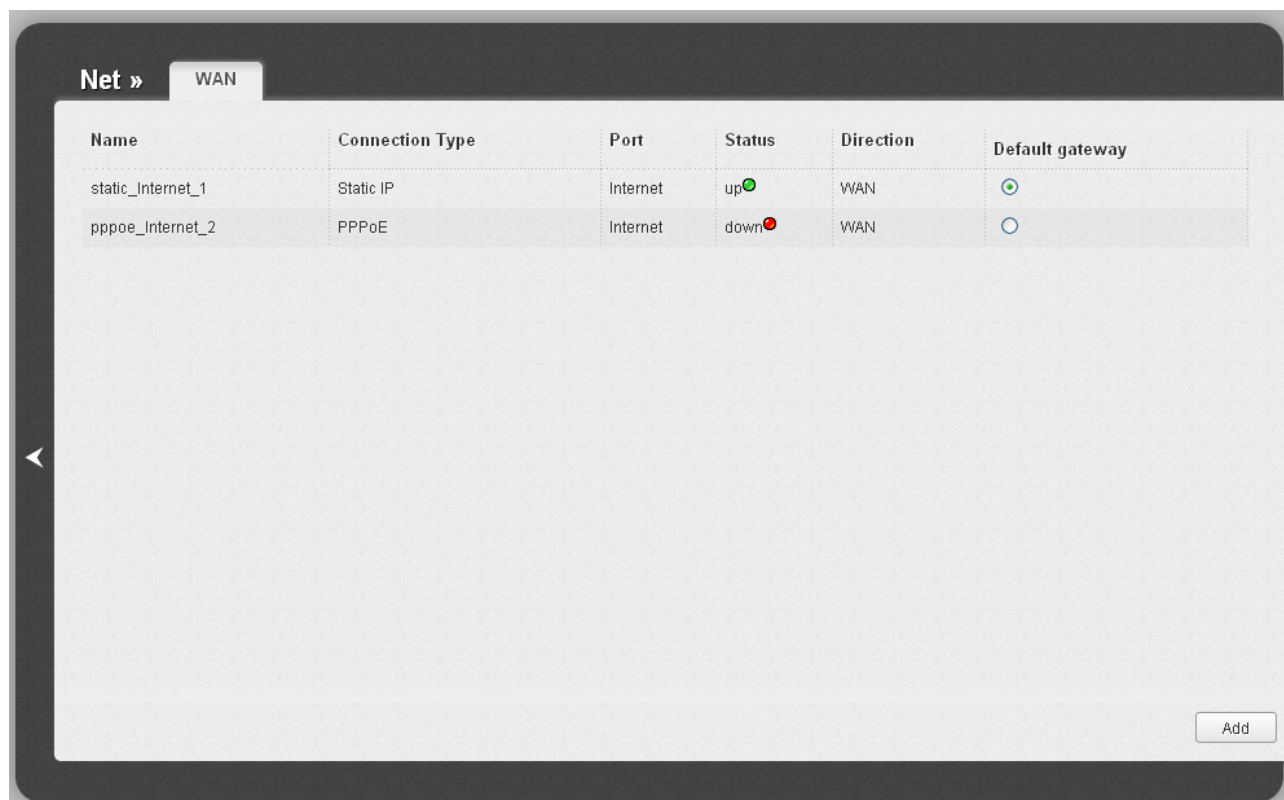 Net » WAN
Name Connection Type Port Status Direction Default gateway
static_Internet_1 Static IP Internet up WAN
pppoe_Internet_2 PPPoE Internet down WAN
Add